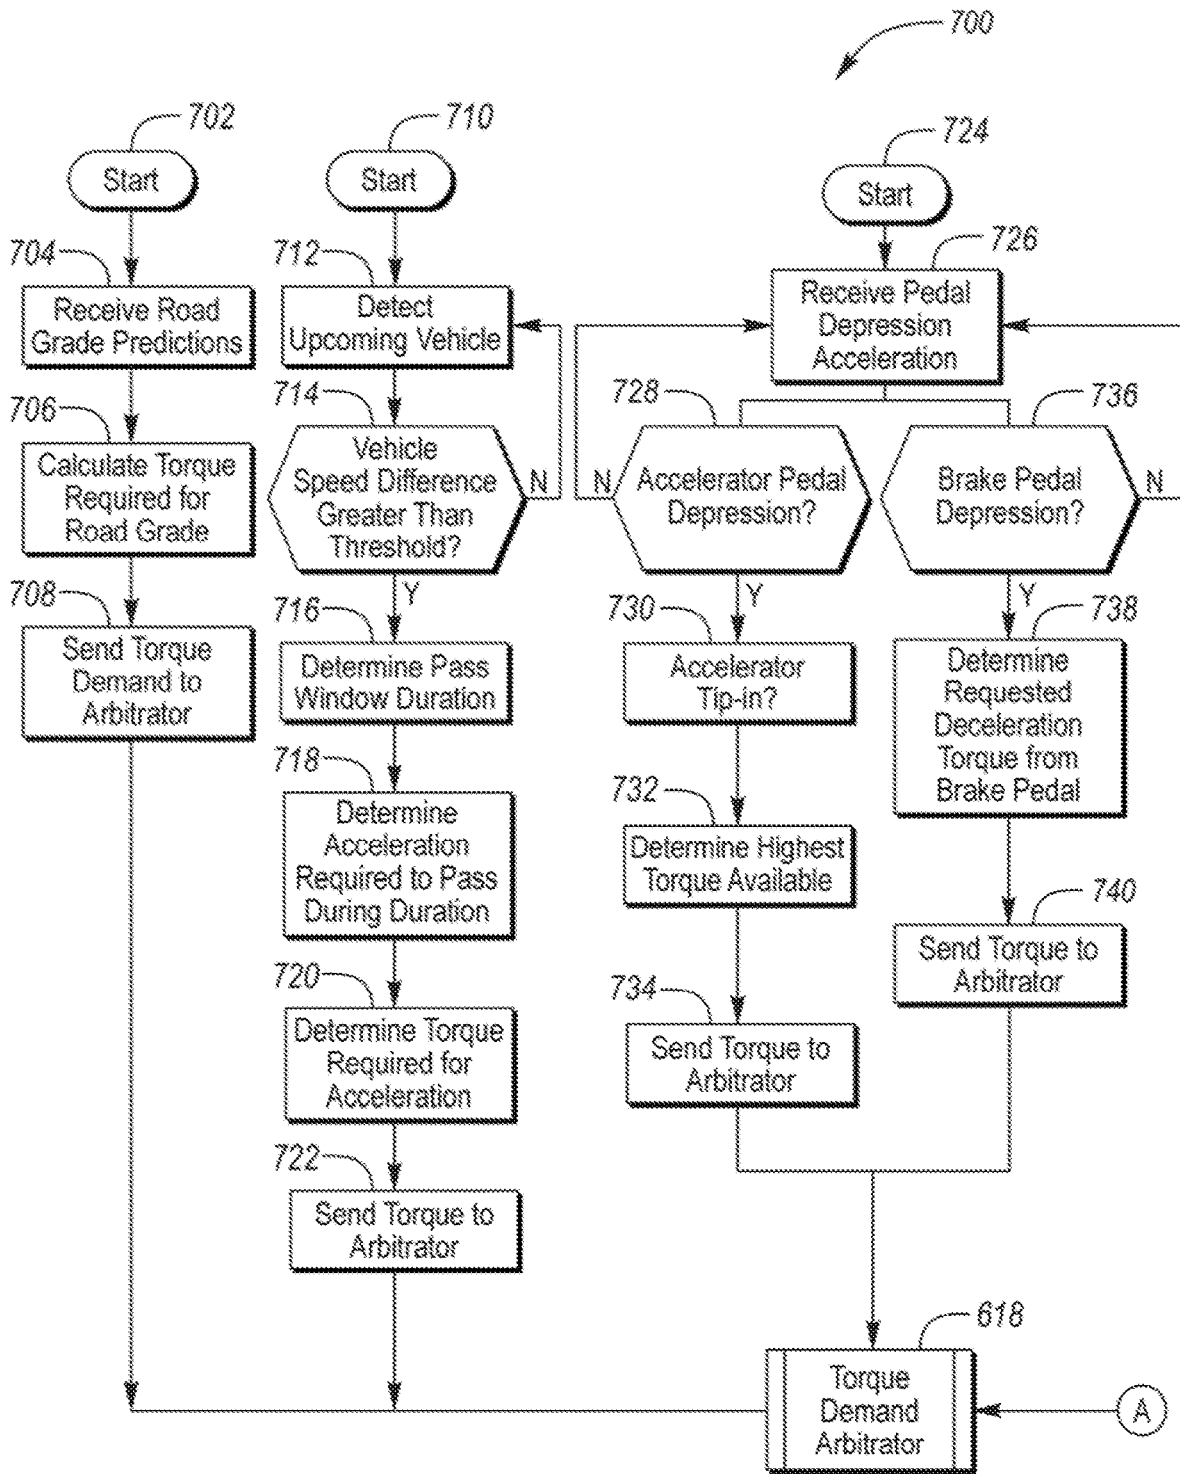 700
702
Start
704
Receive Road
Grade Predictions
706
Calculate Torque
Required for
Road Grade
708
Send Torque
Demand to
Arbitrator
710
Start
712
Detect
Upcoming Vehicle
714
Vehicle
Speed Difference
Greater Than
Threshold?
N
Y
716
Determine Pass
Window Duration
718
Determine
Acceleration
Required to Pass
During Duration
720
Determine Torque
Required for
Acceleration
722
Send Torque to
Arbitrator
724
Start
726
Receive Pedal
Depression
Acceleration
728
N
Accelerator Pedal
Depression?
Y
730
Accelerator
Tip-in?
732
Determine Highest
Torque Available
734
Send Torque to
Arbitrator
736
Brake Pedal
Depression?
N
Y
738
Determine
Requested
Deceleration
Torque from
Brake Pedal
740
Send Torque to
Arbitrator
618
Torque
Demand
Arbitrator
A